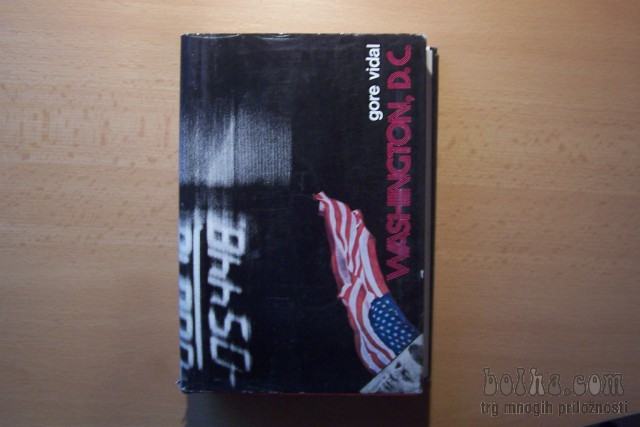 gore vidal
WASHINGTON, D.C.
bolha.com
trg mnogih priložnosti